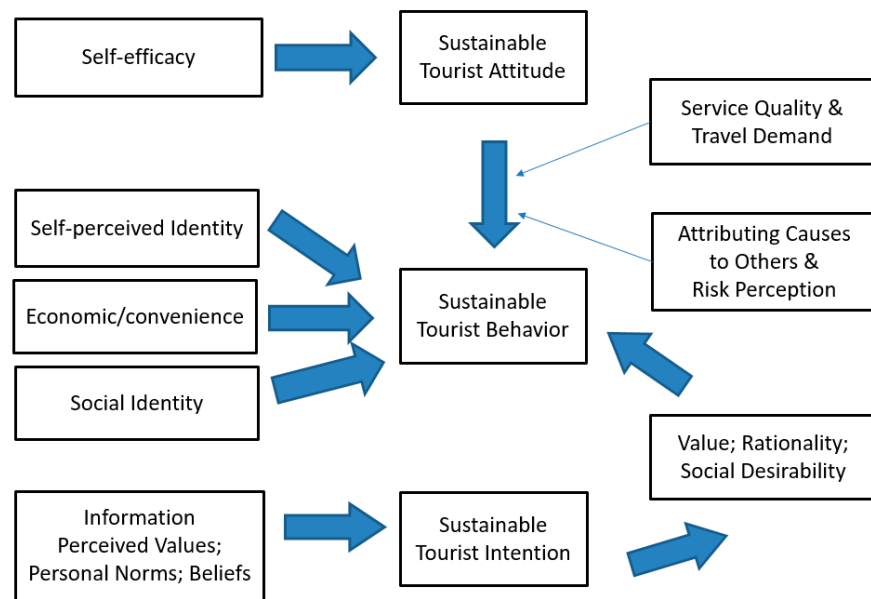 Self-efficacy
Sustainable
Tourist Attitude
Service Quality &
Travel Demand
Self-perceived Identity
Attributing Causes
to Others &
Risk Perception
Economic/convenience
Sustainable
Tourist Behavior
Social Identity
Value; Rationality;
Social Desirability
Information
Perceived Values;
Personal Norms; Beliefs
Sustainable
Tourist Intention